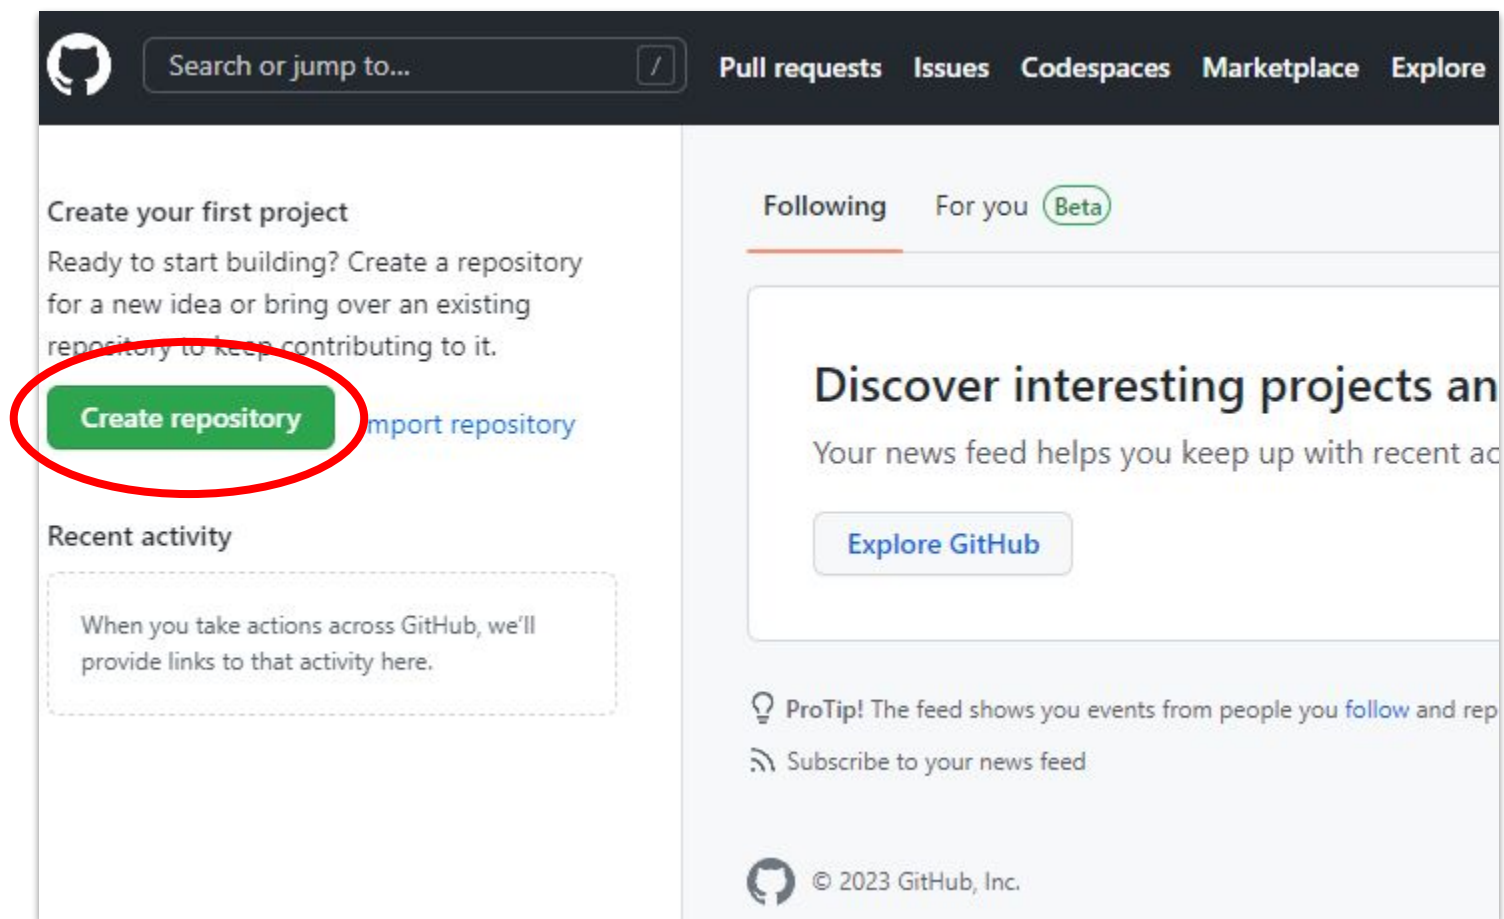 Search or jump to... /
Pull requests Issues Codespaces Marketplace Explore
Create your first project
Ready to start building? Create a repository
for a new idea or bring over an existing
repository to keep contributing to it.
Create repository
mport repository
Recent activity
When you take actions across GitHub, we'll
provide links to that activity here.
Following For you Beta
Discover interesting projects an
Your news feed helps you keep up with recent ac
Explore GitHub
ProTip! The feed shows you events from people you follow and rep
Subscribe to your news feed
© 2023 GitHub, Inc.